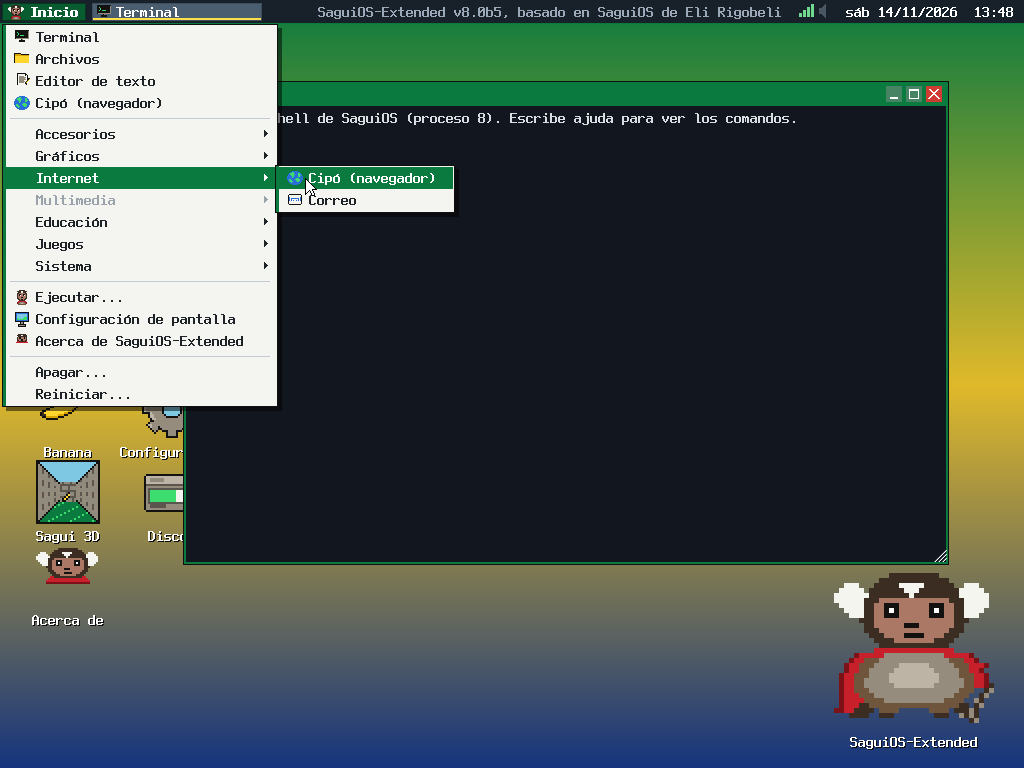 Inicio
Terminal
SaguiOS-Extended v8.0b5, basado en SaguiOS de Eli Rigobeli
sáb 14/11/2026 13:48
Terminal
Archivos
Editor de texto
Cipó (navegador)
Accesorios
Gráficos
Internet
Multimedia
Educación
Juegos
Sistema
Ejecutar...
Configuración de pantalla
Acerca de SaguiOS-Extended
Apagar...
Reiniciar...
Cipó (navegador)
Correo
hell de SaguiOS (proceso 8). Escribe ajuda para ver los comandos.
Banana
Configur
Sagui 3D
Disco
Acerca de
SaguiOS-Extended